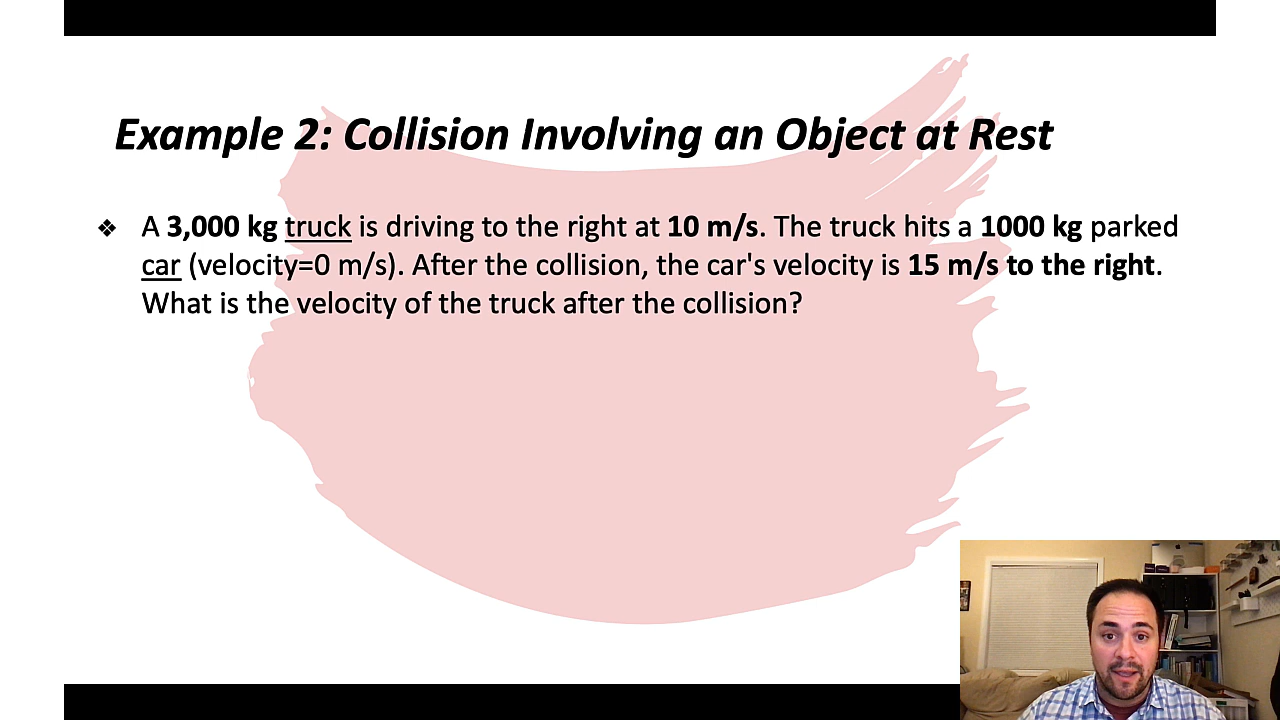 Example 2: Collision Involving an Object at Rest
❖ A 3,000 kg truck is driving to the right at 10 m/s. The truck hits a 1000 kg parked
car (velocity=0 m/s). After the collision, the car's velocity is 15 m/s to the right.
What is the velocity of the truck after the collision?